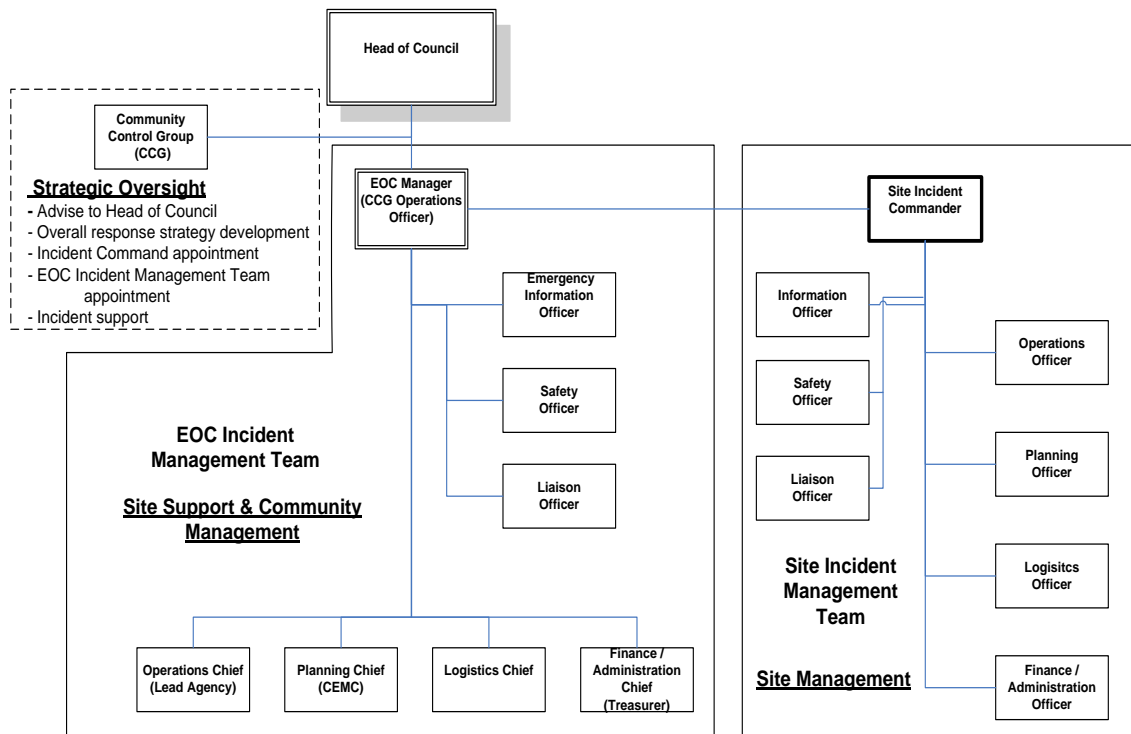 Head of Council
Community
Control Group
(CCG)
Strategic Oversight
- Advise to Head of Council
- Overall response strategy development
- Incident Command appointment
- EOC Incident Management Team
appointment
- Incident support
EOC Manager
(CCG Operations
Officer)
Emergency
Information
Officer
Safety
Officer
Liaison
Officer
EOC Incident
Management Team
Site Support & Community
Management
Operations Chief
(Lead Agency)
Planning Chief
(CEMC)
Logistics Chief
Finance /
Administration
Chief
(Treasurer)
Site Incident
Commander
Information
Officer
Safety
Officer
Liaison
Officer
Operations
Officer
Planning
Officer
Logisitcs
Officer
Finance /
Administration
Officer
Site Incident
Management
Team
Site Management